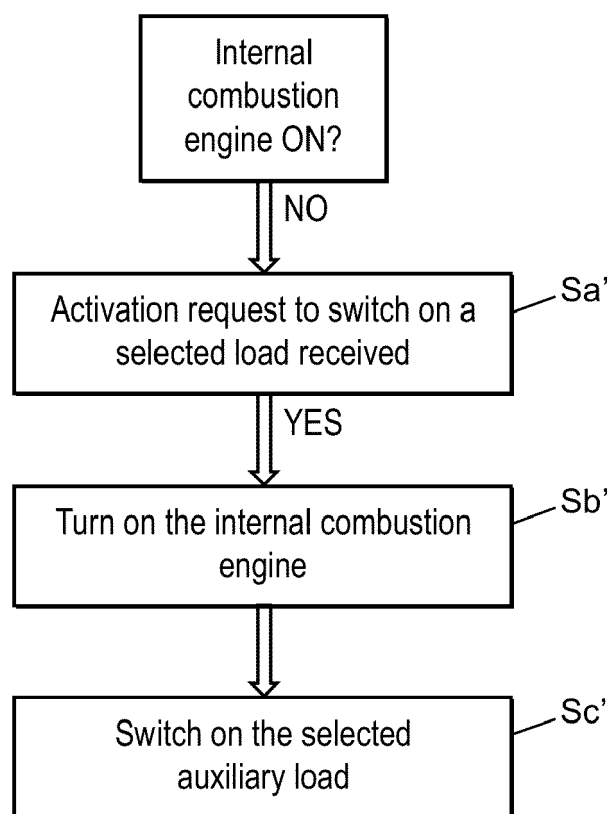 Internal
combustion
engine ON?
NO
Activation request to switch on a
selected load received
Sa’
YES
Turn on the internal combustion
engine
Sb’
Switch on the selected
auxiliary load
Sc’